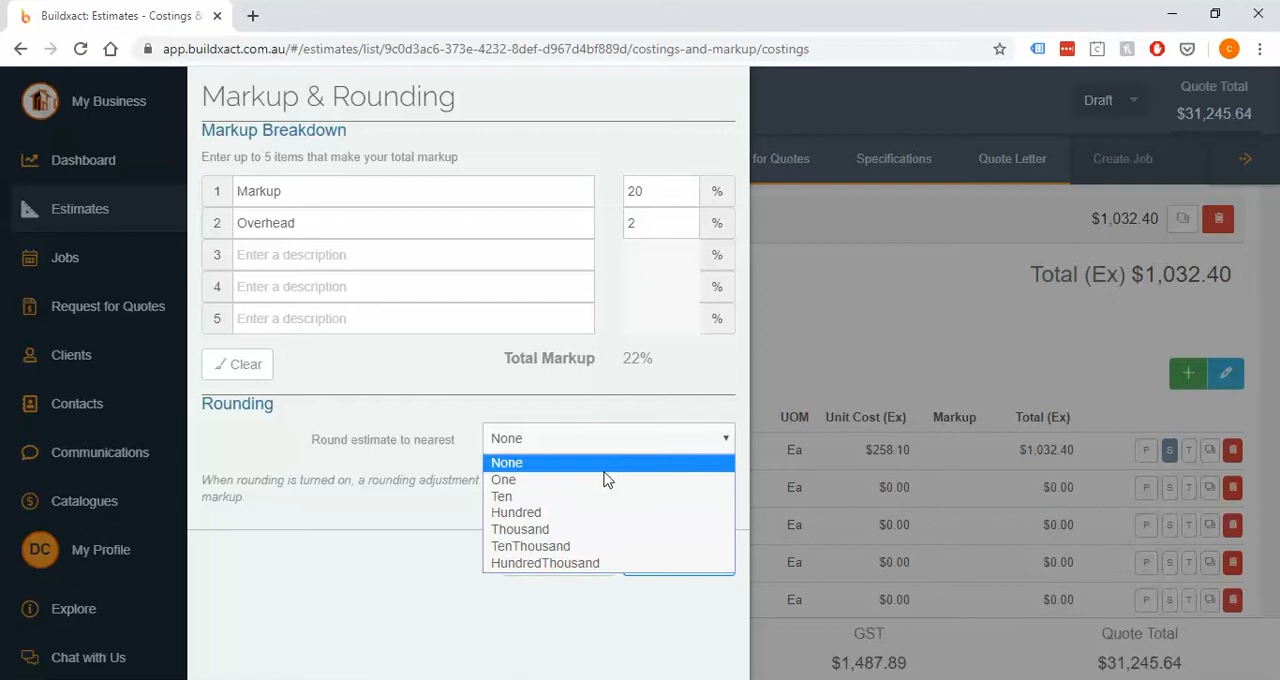 Buildxact: Estimates - Costings &
app.buildxact.com.au/#/estimates/list/9c0d3ac6-373e-4232-8def-d967d4bf889d/costings-and-markup/costings
C
My Business
Dashboard
Estimates
Jobs
Request for Quotes
Clients
Contacts
Communications
Catalogues
DC My Profile
Explore
Chat with Us
Markup & Rounding
Markup Breakdown
Enter up to 5 items that make your total markup
1 Markup 20 %
2 Overhead 2 %
3 Enter a description %
4 Enter a description %
5 Enter a description %
Clear
Total Markup 22%
Rounding
Round estimate to nearest None
None
One
Ten
Hundred
Thousand
TenThousand
HundredThousand
When rounding is turned on, a rounding adjustment
markup.
Draft
Quote Total
$31,245.64
for Quotes Specifications Quote Letter Create Job
$1,032.40
Total (Ex) $1,032.40
UOM Unit Cost (Ex) Markup Total (Ex)
Ea $258.10 $1,032.40 P S T
Ea $0.00 $0.00 P S T
Ea $0.00 $0.00 P S T
Ea $0.00 $0.00 P S T
Ea $0.00 $0.00 P S T
GST Quote Total
$1,487.89 $31,245.64